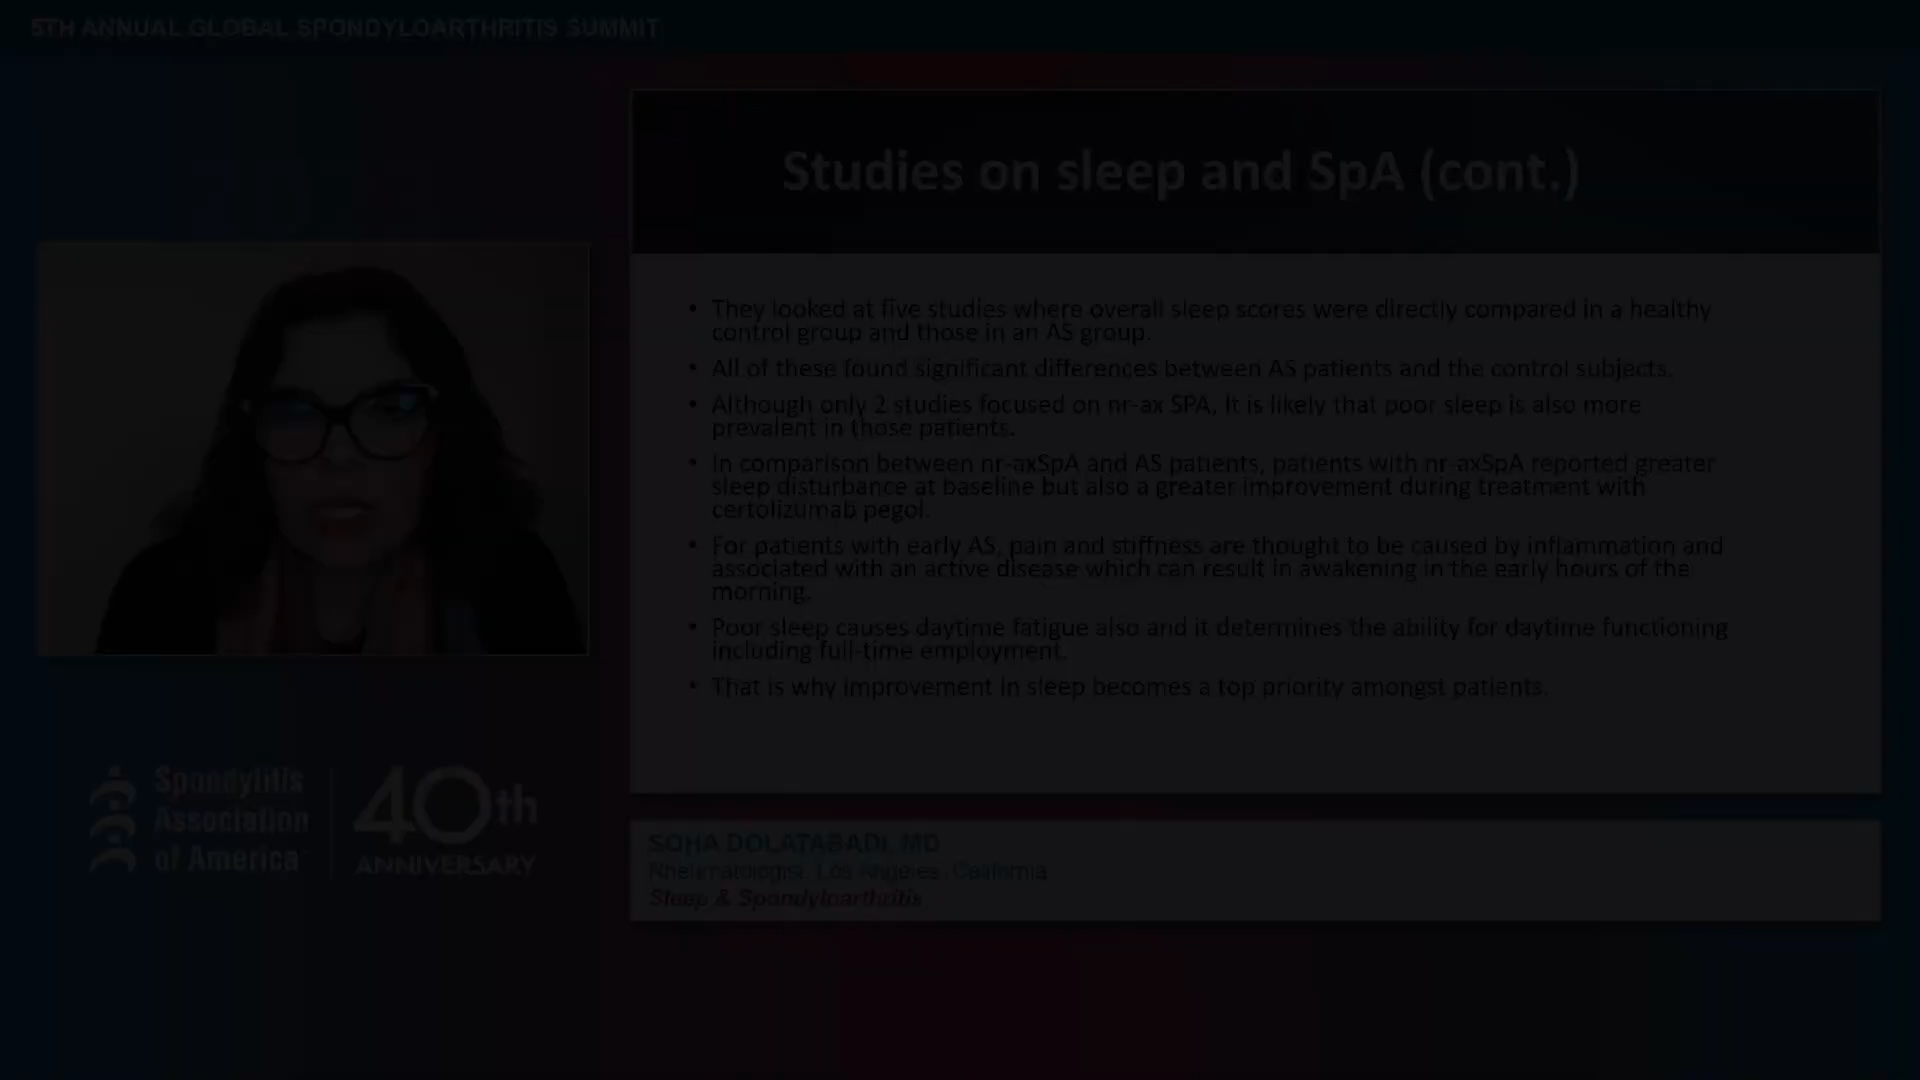 5TH ANNUAL GLOBAL SPONDYLOARTHRITIS SUMMIT
Studies on sleep and SpA (cont.)
• They looked at five studies where overall sleep scores were directly compared in a healthy
control group and those in an AS group.
• All of these found significant differences between AS patients and the control subjects.
• Although only 2 studies focused on nr-ax SPA, It is likely that poor sleep is also more
prevalent in those patients.
• In comparison between nr-axSpA and AS patients, patients with nr-axSpA reported greater
sleep disturbance at baseline but also a greater improvement during treatment with
certolizumab pegol.
• For patients with early AS, pain and stiffness are thought to be caused by inflammation and
associated with an active disease which can result in awakening in the early hours of the
morning.
• Poor sleep causes daytime fatigue also and it determines the ability for daytime functioning
including full-time employment.
• That is why improvement in sleep becomes a top priority amongst patients.
Spondylitis
Association
of America
40th
ANNIVERSARY
SOHA DOLATABADI, MD
Rheumatologist, Los Angeles, California
Sleep & Spondyloarthritis